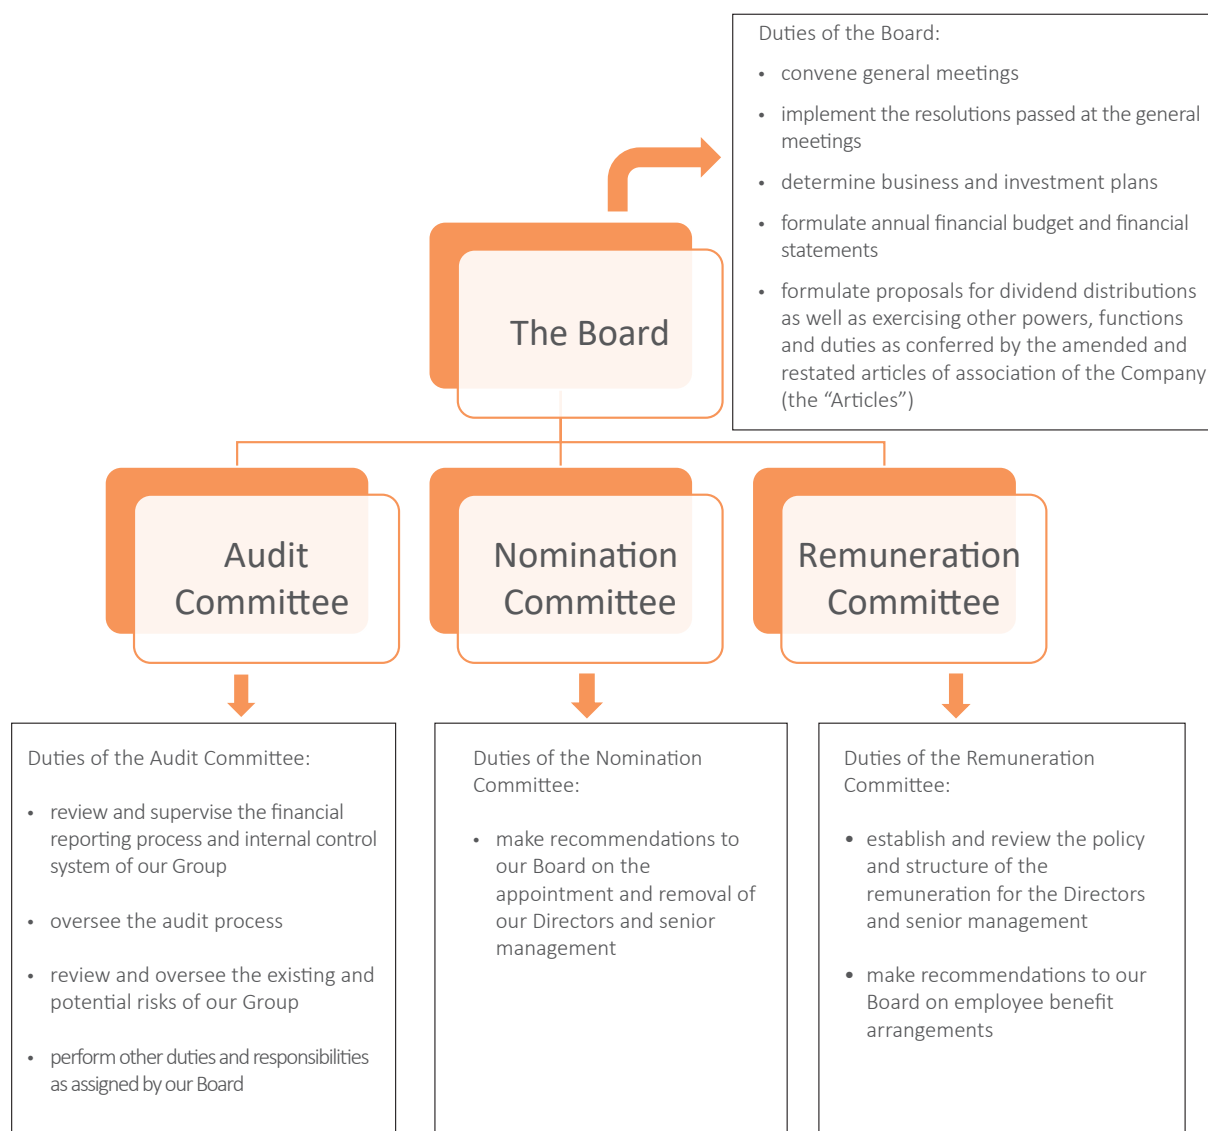 Duties of the Board:
• convene general meetings
• implement the resolutions passed at the general
meetings
• determine business and investment plans
• formulate annual financial budget and financial
statements
• formulate proposals for dividend distributions
as well as exercising other powers, functions
and duties as conferred by the amended and
restated articles of association of the Company
(the “Articles”)
The Board
Audit
Committee
Nomination
Committee
Remuneration
Committee
Duties of the Audit Committee:
• review and supervise the financial
reporting process and internal control
system of our Group
• oversee the audit process
• review and oversee the existing and
potential risks of our Group
• perform other duties and responsibilities
as assigned by our Board
Duties of the Nomination
Committee:
• make recommendations to
our Board on the
appointment and removal of
our Directors and senior
management
Duties of the Remuneration
Committee:
• establish and review the policy
and structure of the
remuneration for the Directors
and senior management
• make recommendations to our
Board on employee benefit
arrangements